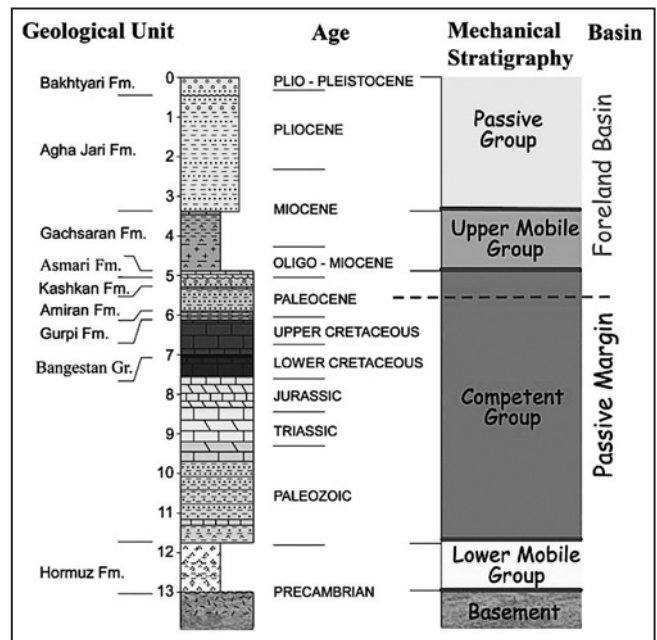 Geological Unit
Age
Mechanical
Stratigraphy
Basin
Bakhtyari Fm.
Agha Jari Fm.
Gachsaran Fm.
Asmari Fm.
Kashkan Fm.
Amiran Fm.
Gurpi Fm.
Bangestan Gr.
Hormuz Fm.
0
1
2
3
4
5
6
7
8
9
10
11
12
13
PLIO - PLEISTOCENE
PLIOCENE
MIOCENE
OLIGO - MIOCENE
PALEOCENE
UPPER CRETACEOUS
LOWER CRETACEOUS
JURASSIC
TRIASSIC
PALEOZOIC
PRECAMBRIAN
Passive
Group
Upper Mobile
Group
Competent
Group
Lower Mobile
Group
Basement
Foreland Basin
Passive Margin